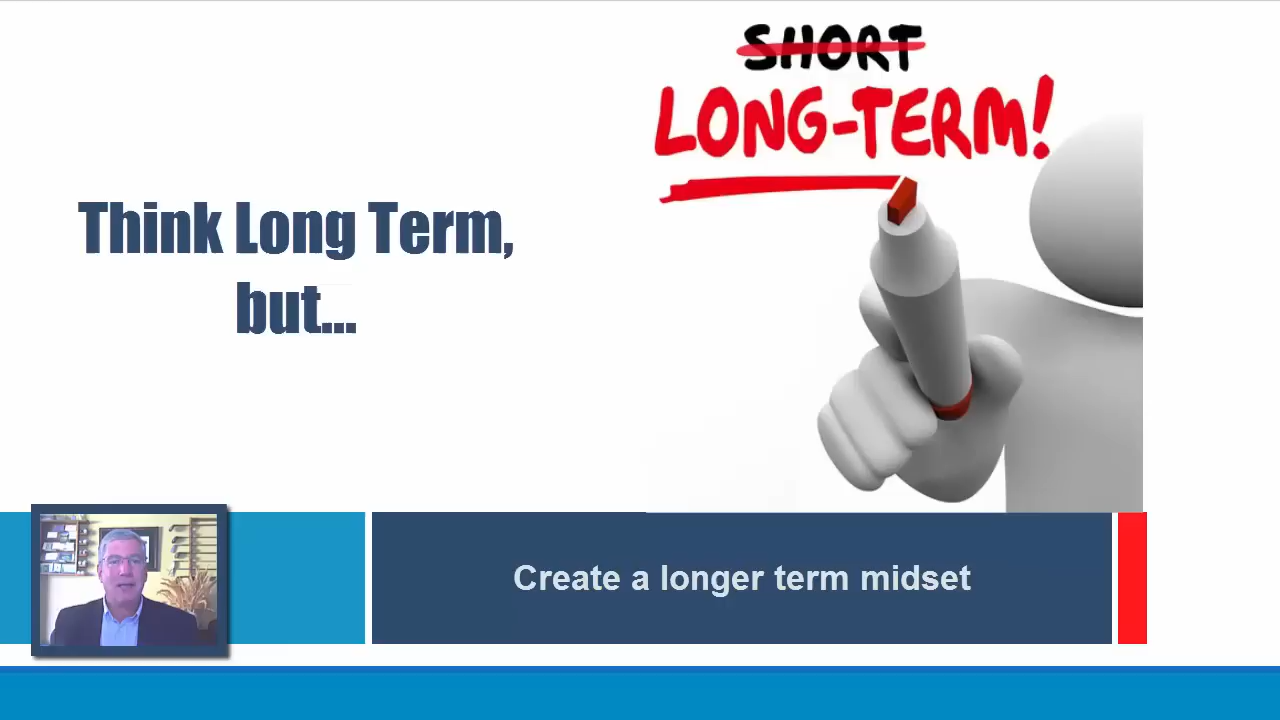 SHORT
LONG-TERM!
Think Long Term,
but...
Create a longer term midset